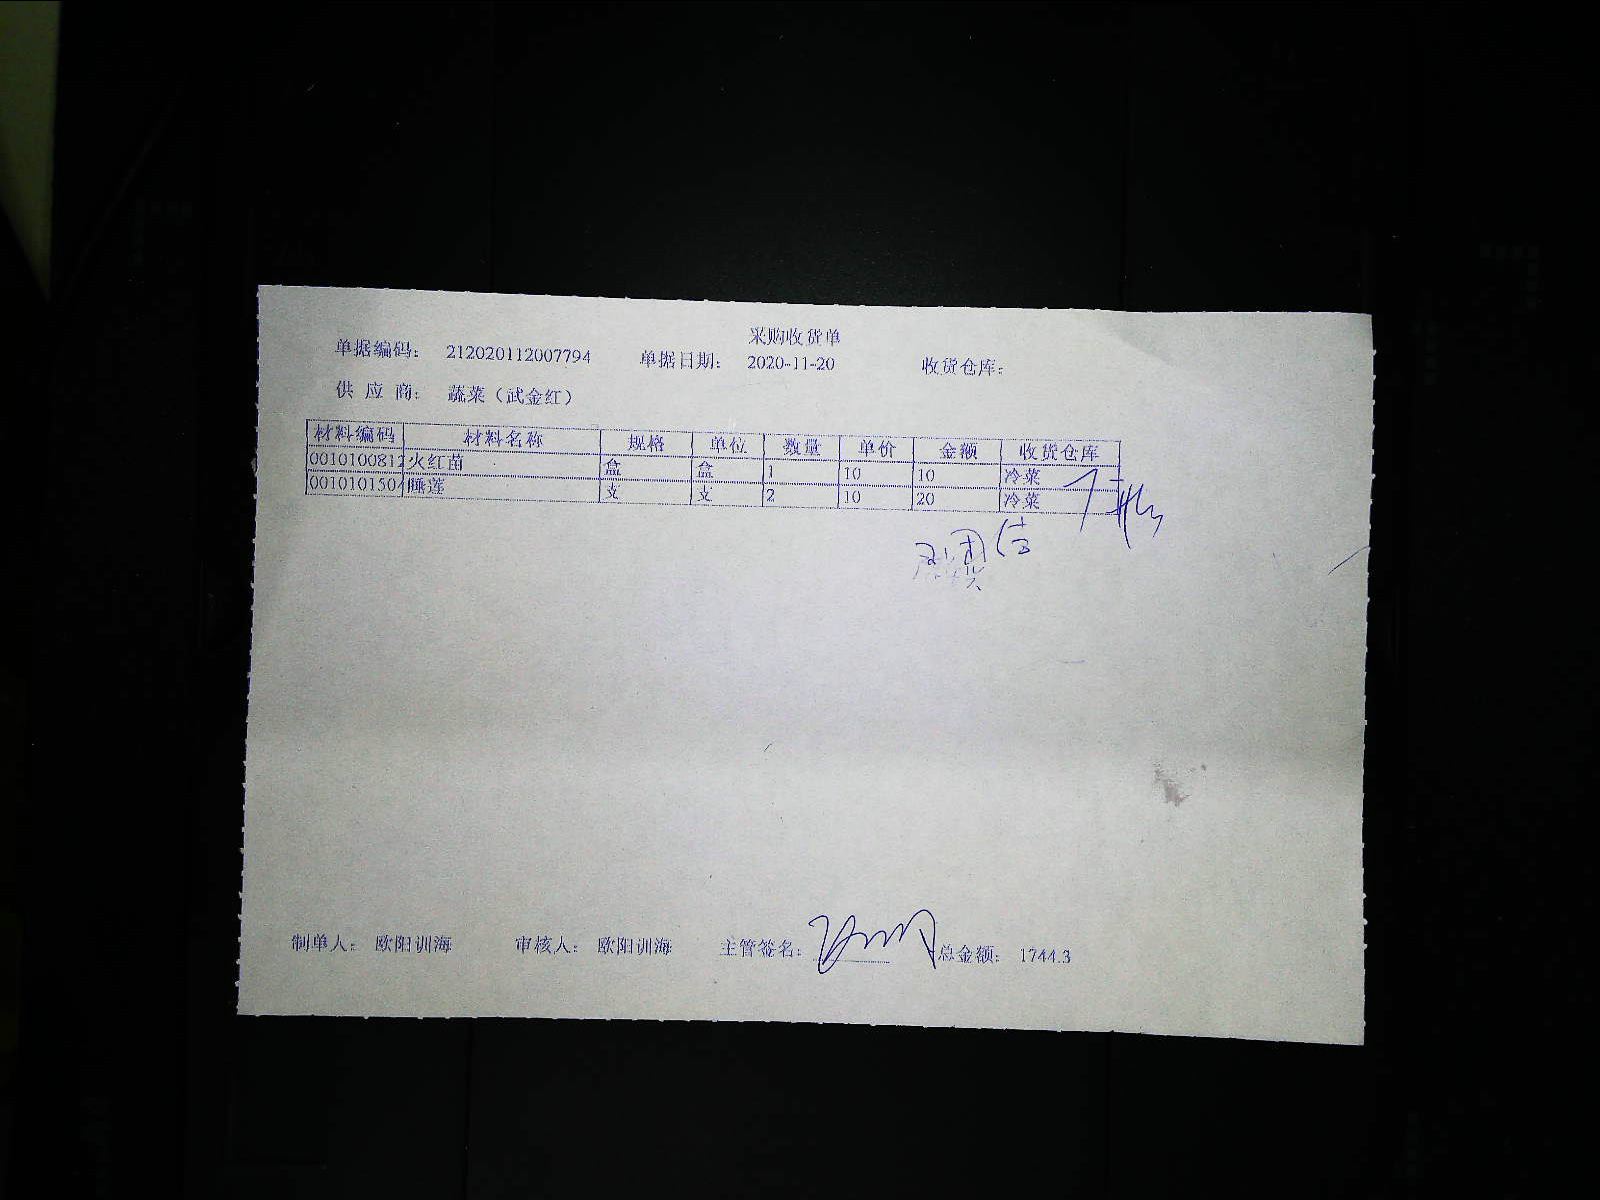 采购收货单
单据编码: 212020112007794 单据日期: 2020-11-20 收货仓库:
供 应 商: 蔬菜（武金红）
材料编码 材料名称 规格 单位 数量 单价 金额 收货仓库
0010100812 火红苗 盒 盒 1 10 10 冷菜
001010150 睡莲 支 支 2 10 20 冷菜
制单人: 欧阳训海 审核人: 欧阳训海 主管签名: 总金额: 1744.3